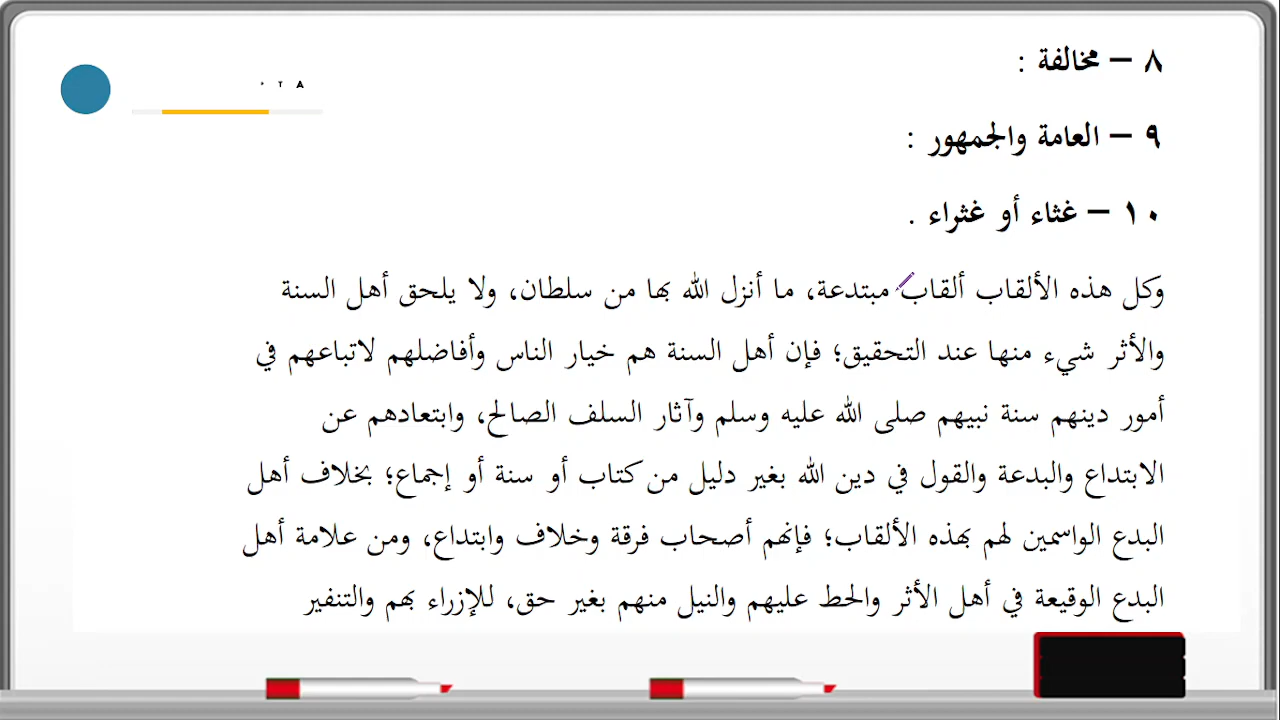 ٨ – مخالفة :
٠ ٢ ٨
٩ – العامة والجمهور :
١٠ – غثاء أو غثراء .
وكل هذه الألقاب ألقاب مبتدعة، ما أنزل الله بها من سلطان، ولا يلحق أهل السنة
والأثر شيء منها عند التحقيق؛ فإن أهل السنة هم خيار الناس وأفاضلهم لاتباعهم في
أمور دينهم سنة نبيهم صلى الله عليه وسلم وآثار السلف الصالح، وابتعادهم عن
الابتداع والبدعة والقول في دين الله بغير دليل من كتاب أو سنة أو إجماع؛ بخلاف أهل
البدع الواسمين لهم بهذه الألقاب؛ فإنهم أصحاب فرقة وخلاف وابتداع، ومن علامة أهل
البدع الوقيعة في أهل الأثر والحط عليهم والنيل منهم بغير حق، للإزراء بهم والتنفير